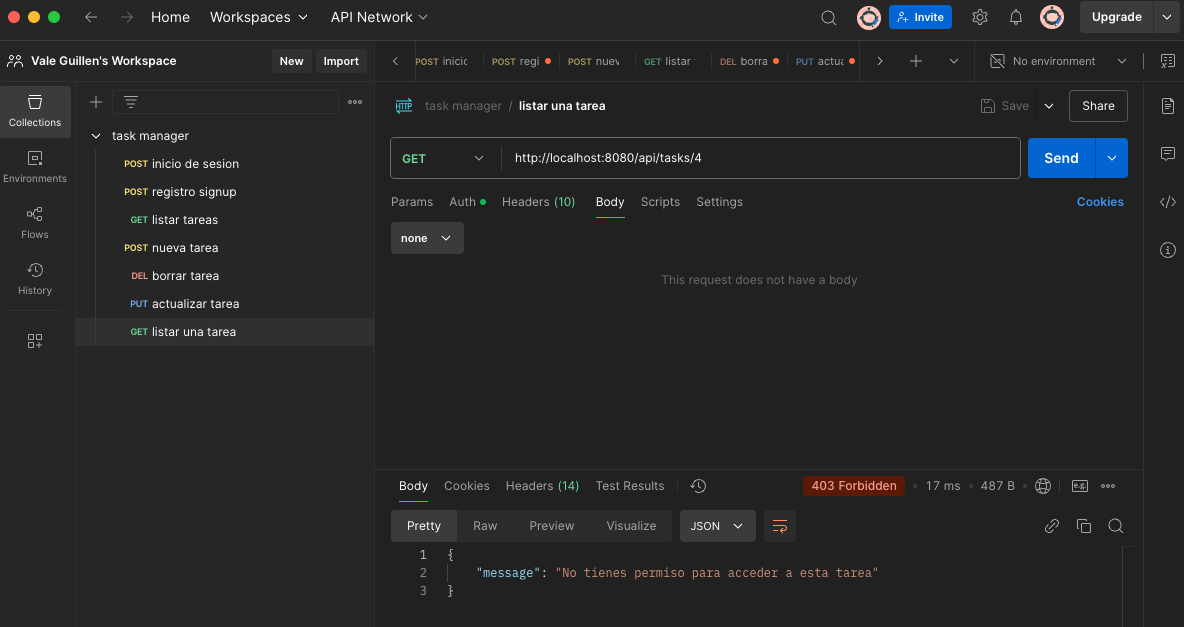 Home Workspaces API Network Invite Upgrade
Vale Guillen's Workspace New Import
POST inicio POST regi POST nuev GET listar DEL borra PUT actua No environment
Collections
Environments
Flows
History
task manager
POST inicio de sesion
POST registro signup
GET listar tareas
POST nueva tarea
DEL borrar tarea
PUT actualizar tarea
GET listar una tarea
HTTP task manager / listar una tarea Save Share
GET http://localhost:8080/api/tasks/4 Send
Params Auth Headers (10) Body Scripts Settings Cookies
none
This request does not have a body
Body Cookies Headers (14) Test Results 403 Forbidden • 17 ms • 487 B • e.g.
Pretty Raw Preview Visualize JSON
1 {
2 "message": "No tienes permiso para acceder a esta tarea"
3 }